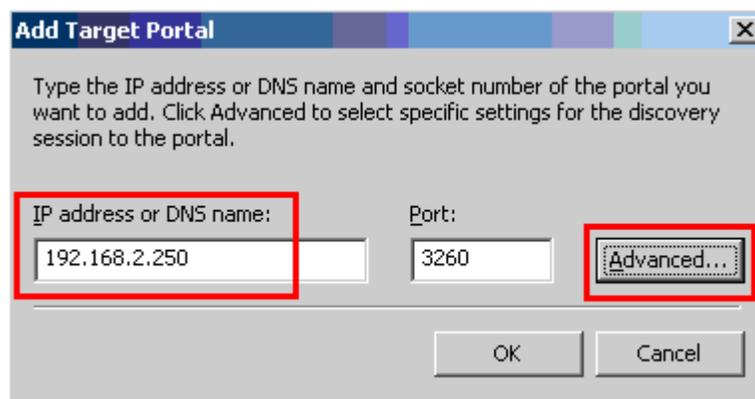 Add Target Portal
Type the IP address or DNS name and socket number of the portal you
want to add. Click Advanced to select specific settings for the discovery
session to the portal.
IP address or DNS name: Port:
192.168.2.250 3260 Advanced...
OK Cancel